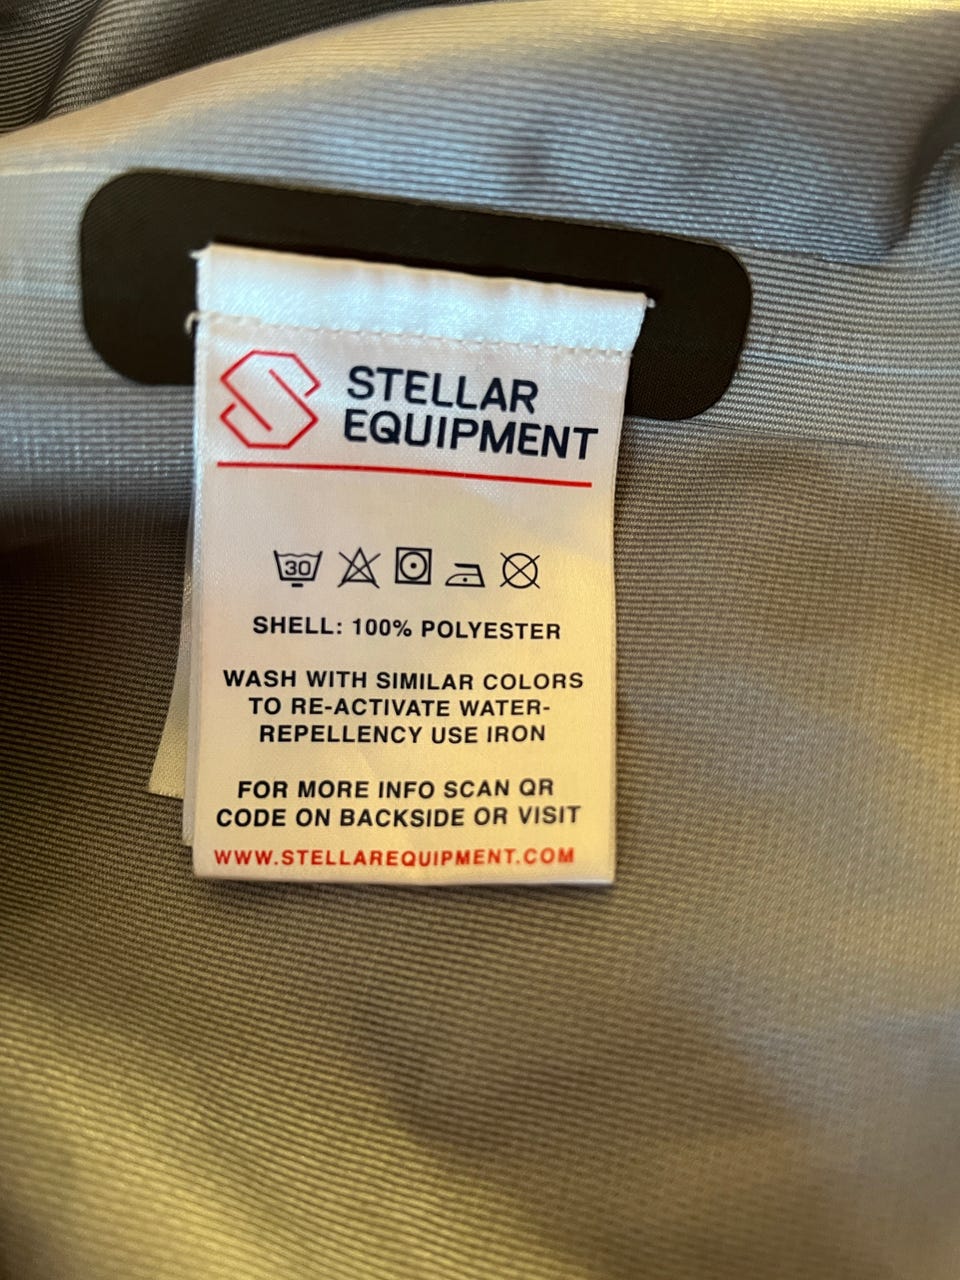 STELLAR
EQUIPMENT
30
SHELL: 100% POLYESTER
WASH WITH SIMILAR COLORS
TO RE-ACTIVATE WATER-
REPELLENCY USE IRON
FOR MORE INFO SCAN QR
CODE ON BACKSIDE OR VISIT
WWW.STELLAREQUIPMENT.COM